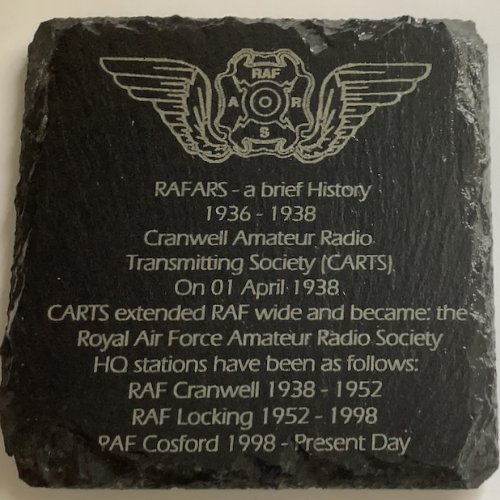 RAF
A R
S
RAFARS - a brief History
1936 - 1938
Cranwell Amateur Radio
Transmitting Society (CARTS)
On 01 April 1938
CARTS extended RAF wide and became: the
Royal Air Force Amateur Radio Society
HQ stations have been as follows:
RAF Cranwell 1938 - 1952
RAF Locking 1952 - 1998
RAF Cosford 1998 - Present Day